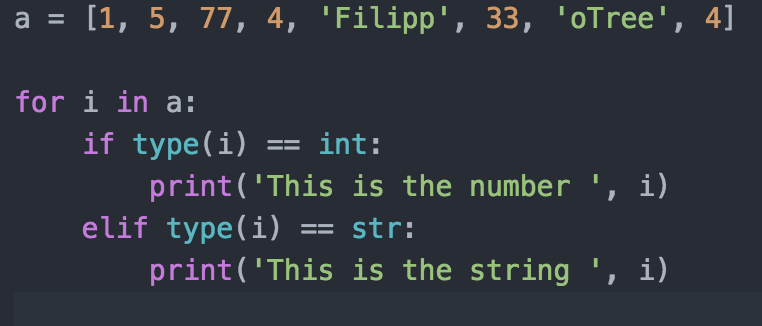 a = [1, 5, 77, 4, 'Filipp', 33, 'oTree', 4]
for i in a:
    if type(i) == int:
        print('This is the number ', i)
    elif type(i) == str:
        print('This is the string ', i)